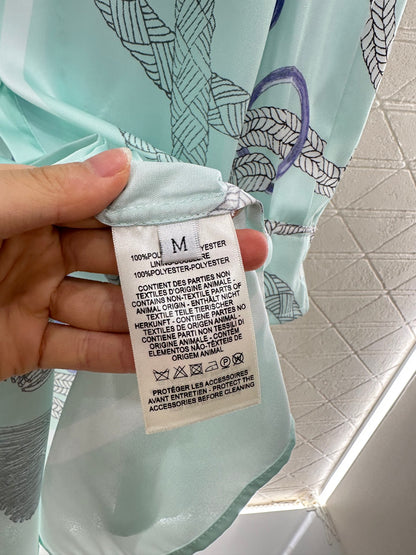 M
100%POLYESTER-POLYESTER
100%POLYESTER-POLYESTER
CONTIENT DES PARTIES NON
TEXTILES D'ORIGINE ANIMALE -
CONTAINS NON-TEXTILE PARTS OF
ANIMAL ORIGIN - ENTHÄLT NICHT
TEXTILE TEILE TIERISCHER
HERKUNFT - CONTIENE PARTES NO
TEXTILES DE ORIGEN ANIMAL -
CONTIENE PARTI NON TESSILI DI
ORIGINE ANIMALE - CONTÉM
ELEMENTOS NÃO-TÊXTEIS DE
ORIGEM ANIMAL
P
PROTÉGER LES ACCESSOIRES
AVANT ENTRETIEN - PROTECT THE
ACCESSORIES BEFORE CLEANING